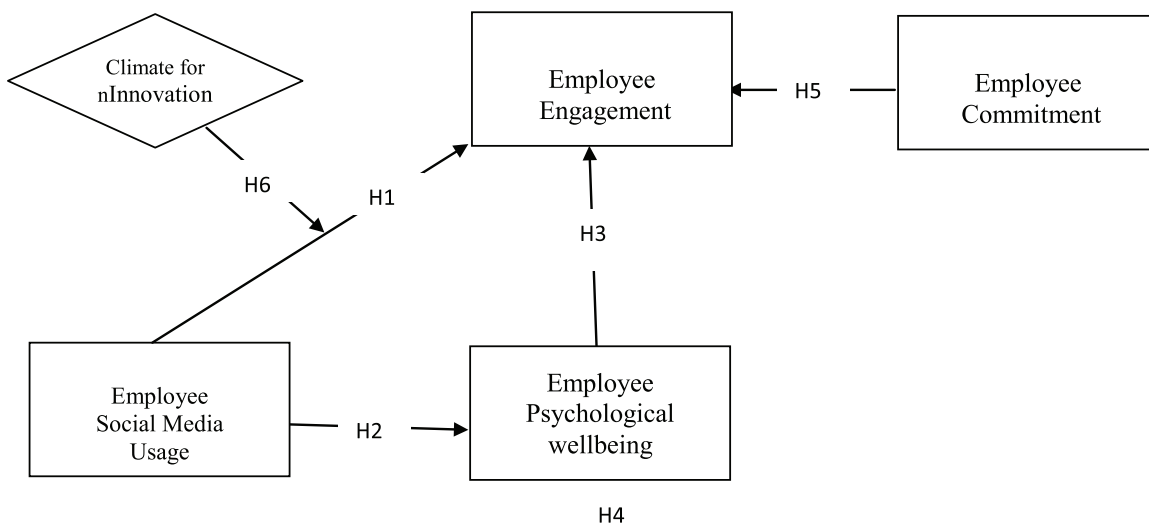 Climate for
nInnovation
Employee
Engagement
H5
Employee
Commitment
H6
H1
H3
Employee
Social Media
Usage
H2
Employee
Psychological
wellbeing
H4